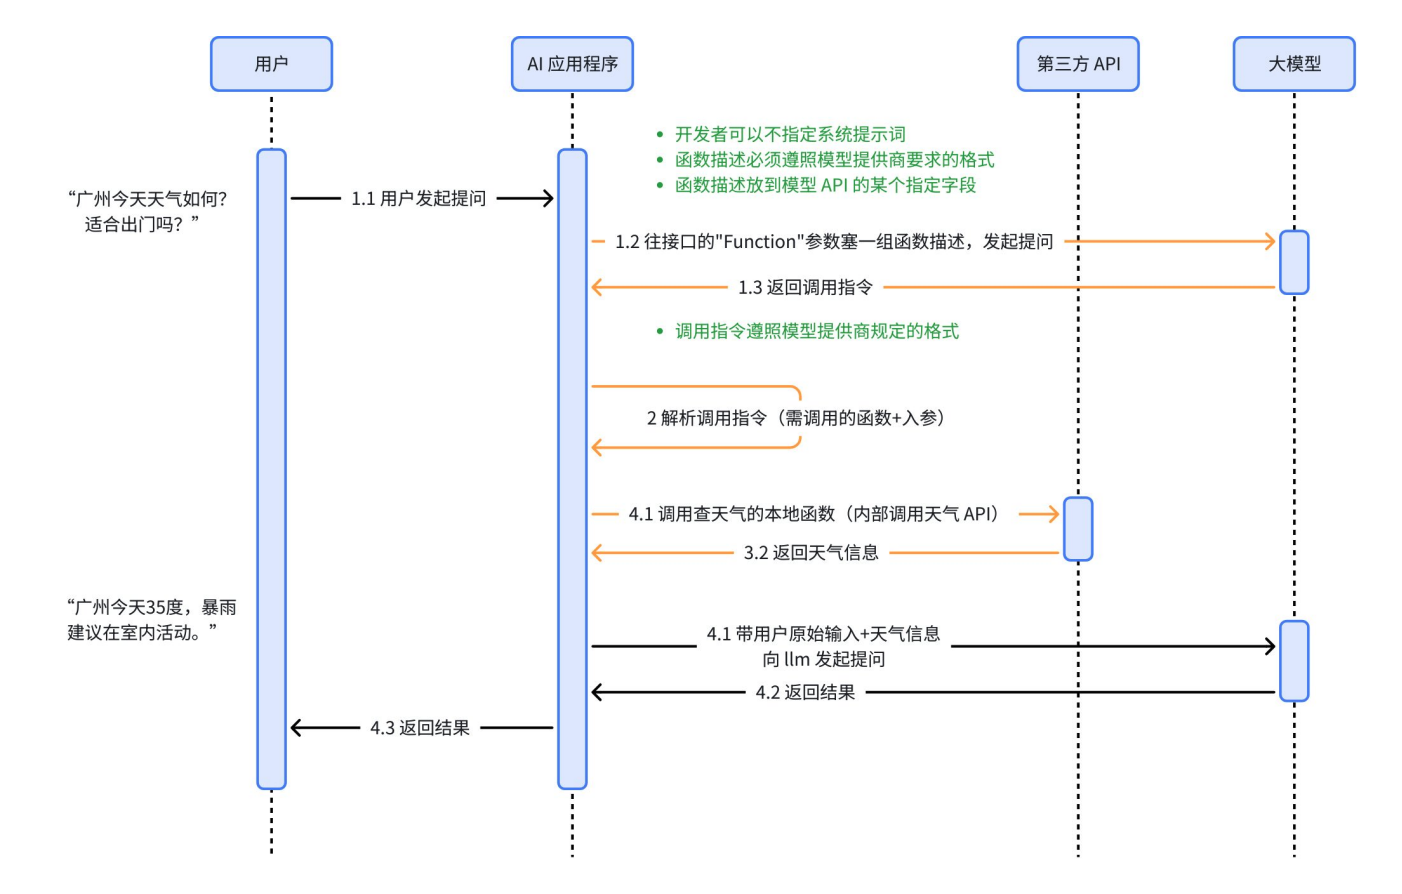 用户
AI 应用程序
第三方 API
大模型
• 开发者可以不指定系统提示词
• 函数描述必须遵照模型提供商要求的格式
• 函数描述放到模型 API 的某个指定字段
“广州今天天气如何？
适合出门吗？”
1.1 用户发起提问
1.2 往接口的"Function"参数塞一组函数描述，发起提问
1.3 返回调用指令
• 调用指令遵照模型提供商规定的格式
2 解析调用指令（需调用的函数+入参）
4.1 调用查天气的本地函数（内部调用天气 API）
3.2 返回天气信息
“广州今天35度，暴雨
建议在室内活动。”
4.1 带用户原始输入+天气信息
向 llm 发起提问
4.2 返回结果
4.3 返回结果